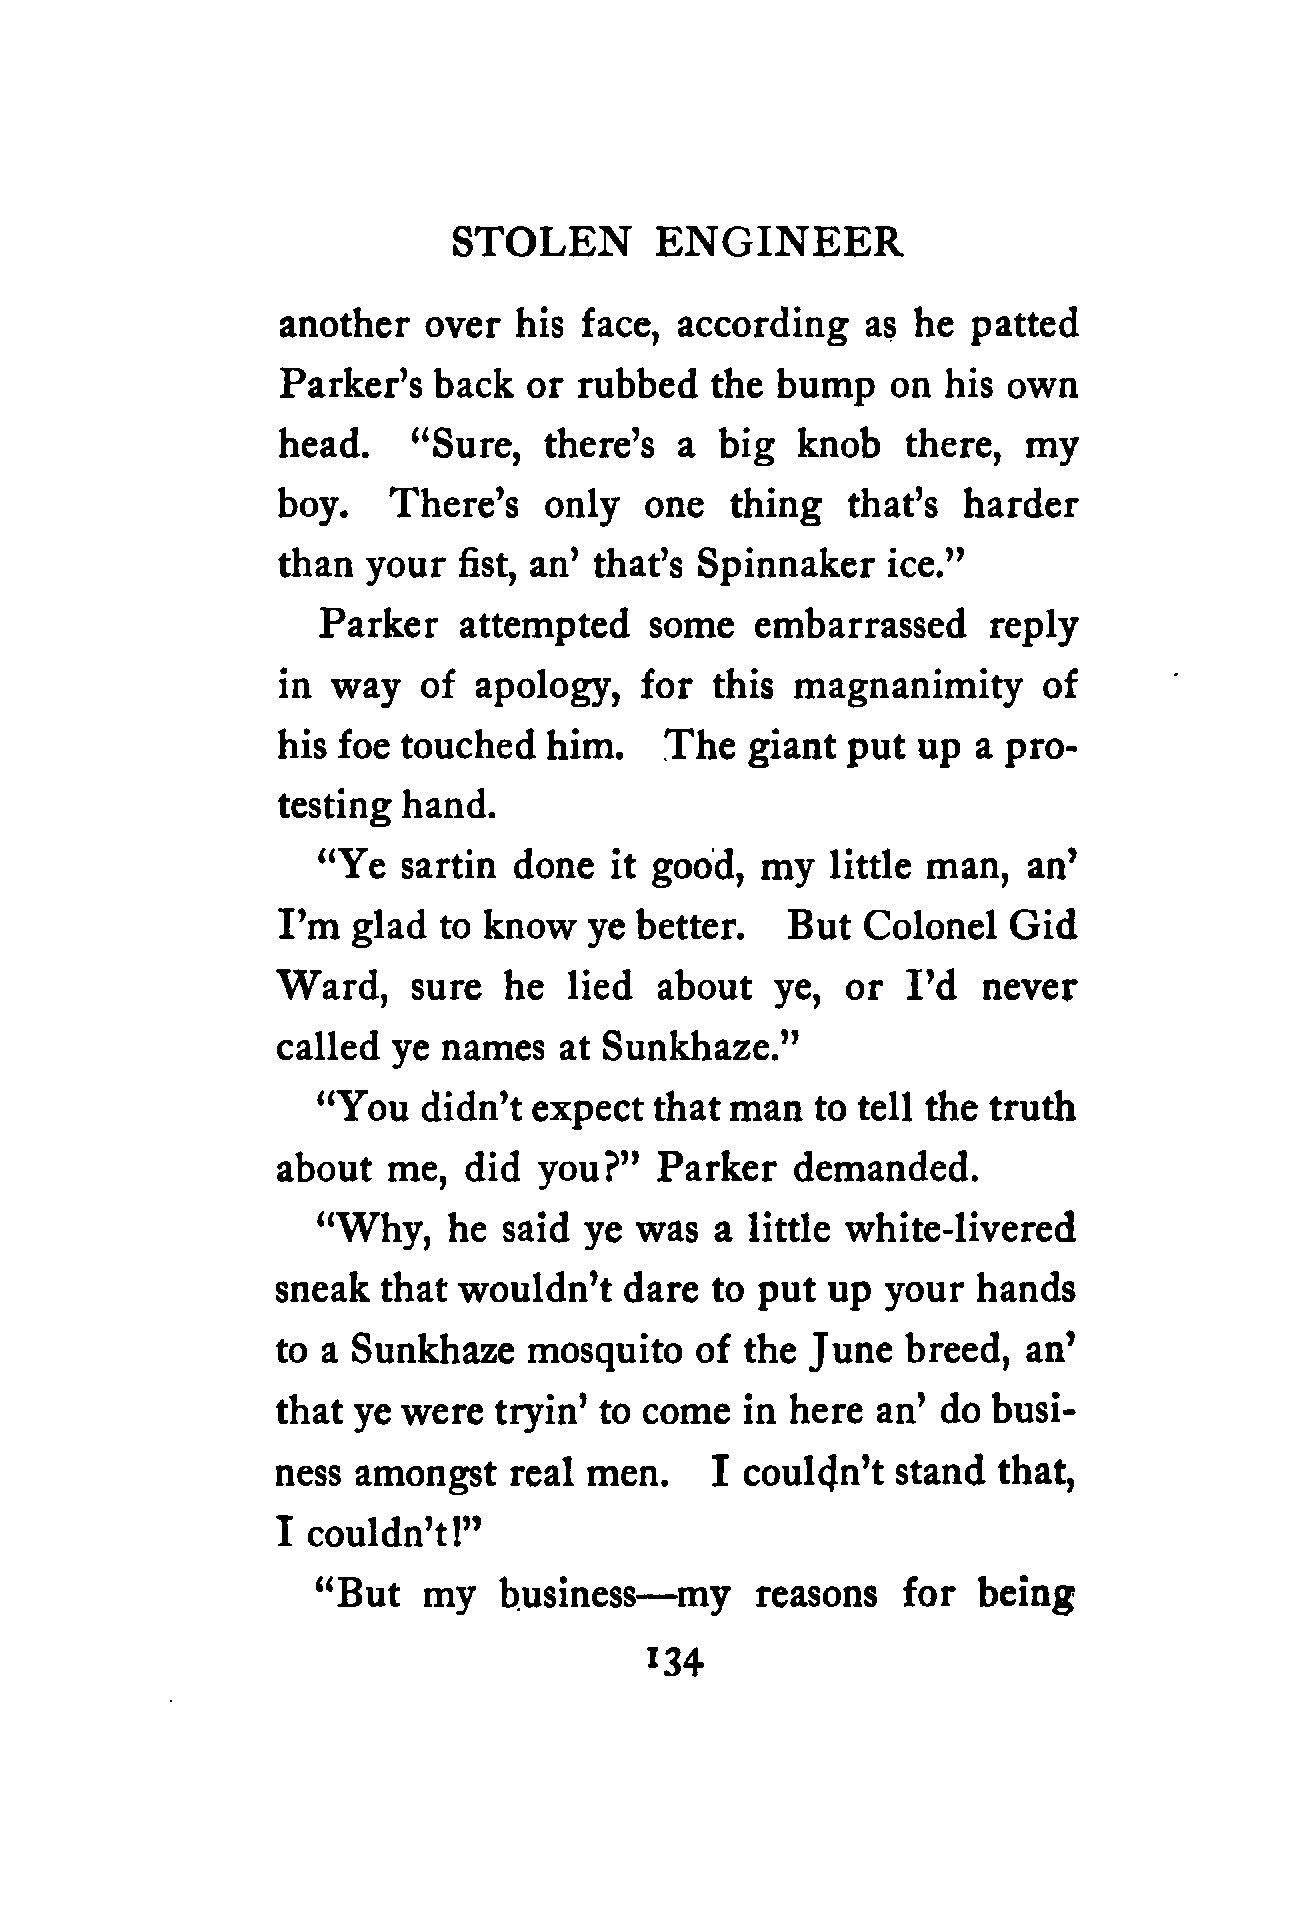 STOLEN ENGINEER
another over his face, according as he patted
Parker's back or rubbed the bump on his own
head. "Sure, there's a big knob there, my
boy. There's only one thing that's harder
than your fist, an' that's Spinnaker ice."
Parker attempted some embarrassed reply
in way of apology, for this magnanimity of
his foe touched him. The giant put up a pro-
testing hand.
"Ye sartin done it good, my little man, an'
I'm glad to know ye better. But Colonel Gid
Ward, sure he lied about ye, or I'd never
called ye names at Sunkhaze."
"You didn't expect that man to tell the truth
about me, did you?" Parker demanded.
"Why, he said ye was a little white-livered
sneak that wouldn't dare to put up your hands
to a Sunkhaze mosquito of the June breed, an'
that ye were tryin' to come in here an' do busi-
ness amongst real men. I couldn't stand that,
I couldn't!"
"But my business—my reasons for being
134